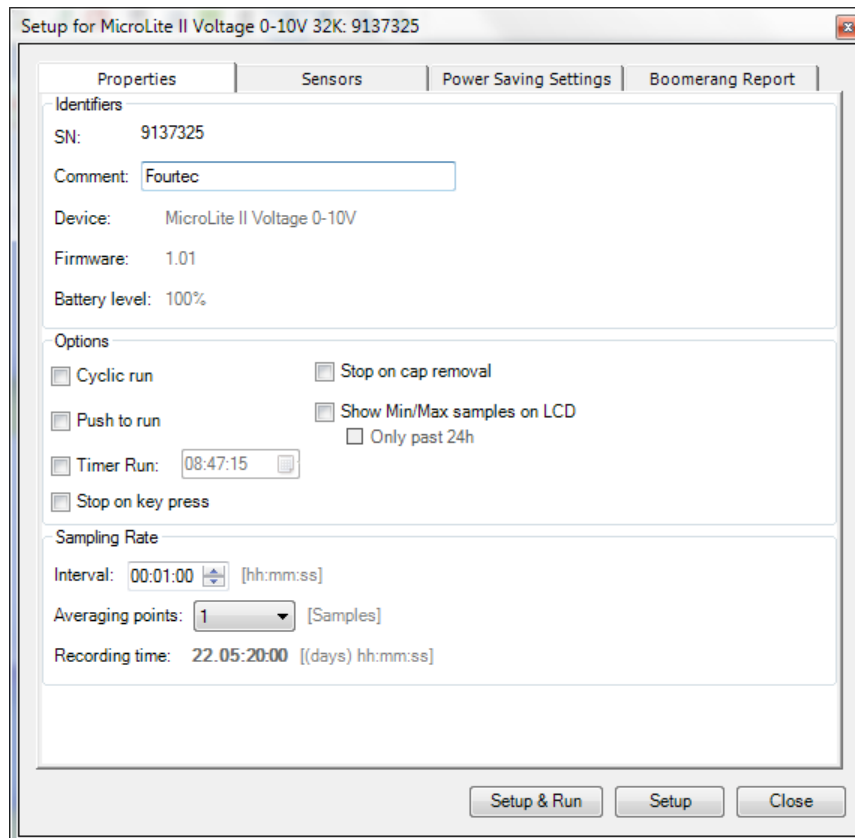 Setup for MicroLite II Voltage 0-10V 32K: 9137325
Properties
Sensors
Power Saving Settings
Boomerang Report
Identifiers
SN: 9137325
Comment: Fourtec
Device: MicroLite II Voltage 0-10V
Firmware: 1.01
Battery level: 100%
Options
Cyclic run
Stop on cap removal
Push to run
Show Min/Max samples on LCD
Only past 24h
Timer Run: 08:47:15
Stop on key press
Sampling Rate
Interval: 00:01:00 [hh:mm:ss]
Averaging points: 1 [Samples]
Recording time: 22.05:20:00 [(days) hh:mm:ss]
Setup & Run
Setup
Close